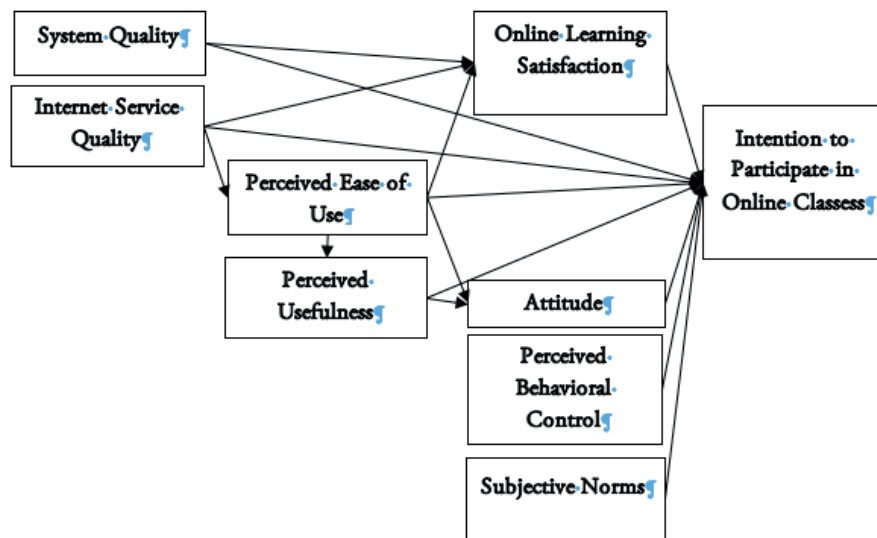 System Quality¶
Online Learning
Satisfaction¶
Internet Service
Quality¶
Intention to
Participate in
Online Classess¶
Perceived Ease of
Use¶
Perceived
Usefulness¶
Attitude¶
Perceived
Behavioral
Control¶
Subjective Norms¶